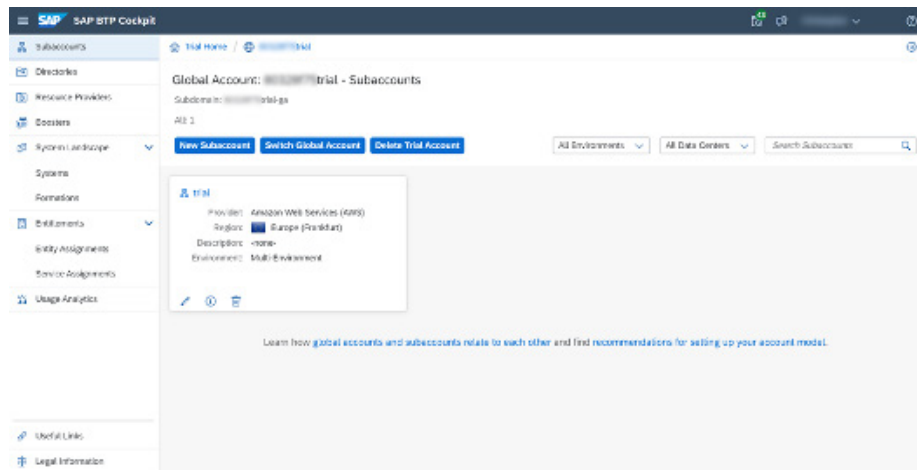 SAP SAP BTP Cockpit
Subaccounts
Directories
Resource Providers
Boosters
System Landscape
Systems
Formations
Entitlements
Entity Assignments
Service Assignments
Usage Analytics
Useful Links
Legal Information
Trial Home / trial
Global Account: trial - Subaccounts
Subdomain: trial-ga
All: 1
New Subaccount Switch Global Account Delete Trial Account All Environments All Data Centers Search Subaccounts
trial
Provider: Amazon Web Services (AWS)
Region: Europe (Frankfurt)
Description: <none>
Environment: Multi-Environment
Learn how global accounts and subaccounts relate to each other and find recommendations for setting up your account model.